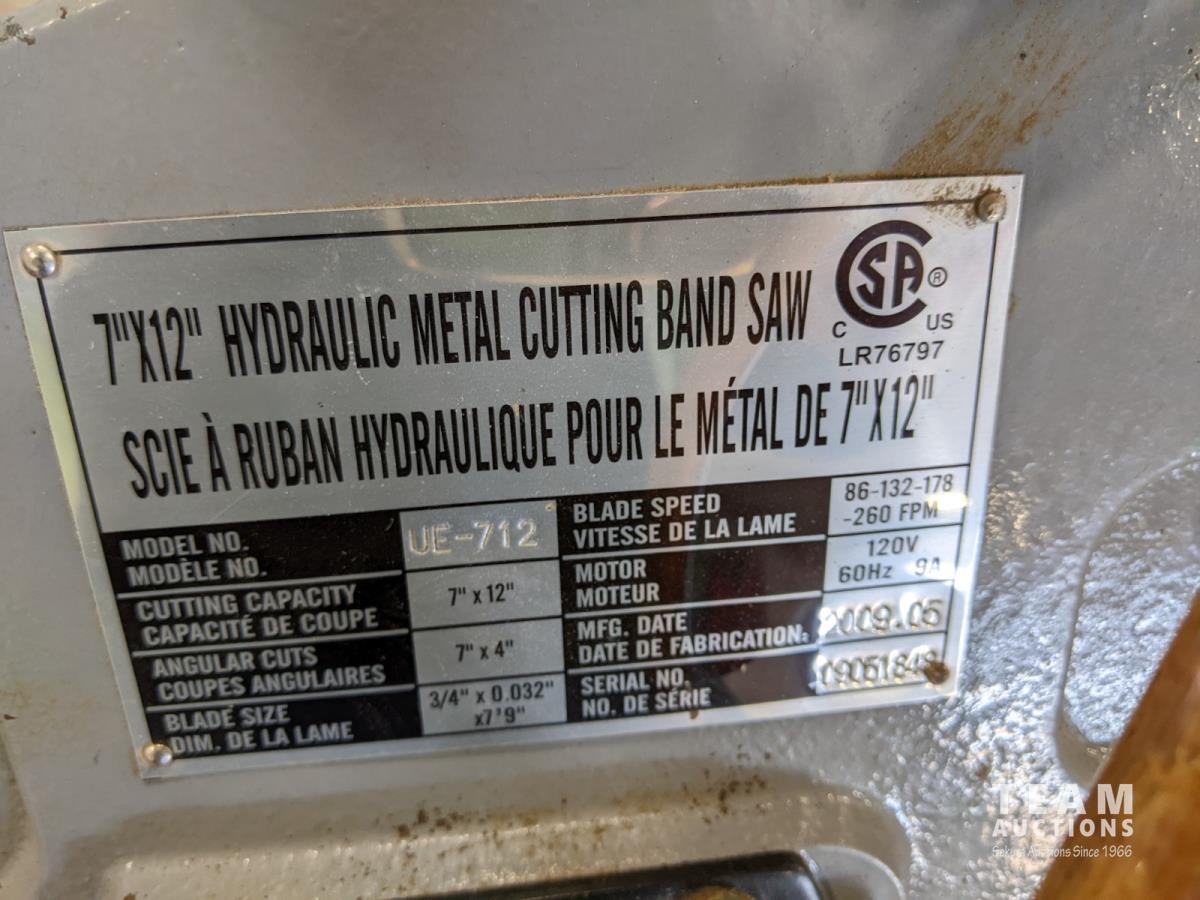 7"X12" HYDRAULIC METAL CUTTING BAND SAW
SCIE À RUBAN HYDRAULIQUE POUR LE MÉTAL DE 7"X12"
CSA ®
C US
LR76797
MODEL NO.
MODÈLE NO.
UE-712
CUTTING CAPACITY
CAPACITÉ DE COUPE
7" x 12"
ANGULAR CUTS
COUPES ANGULAIRES
7" x 4"
BLADE SIZE
DIM. DE LA LAME
3/4" x 0.032"
x7'9"
BLADE SPEED
VITESSE DE LA LAME
86-132-178
-260 FPM
MOTOR
MOTEUR
120V
60Hz 9A
MFG. DATE
DATE DE FABRICATION:
2009.05
SERIAL NO.
NO. DE SÉRIE
TEAM
AUCTIONS
Auctions Since 1966